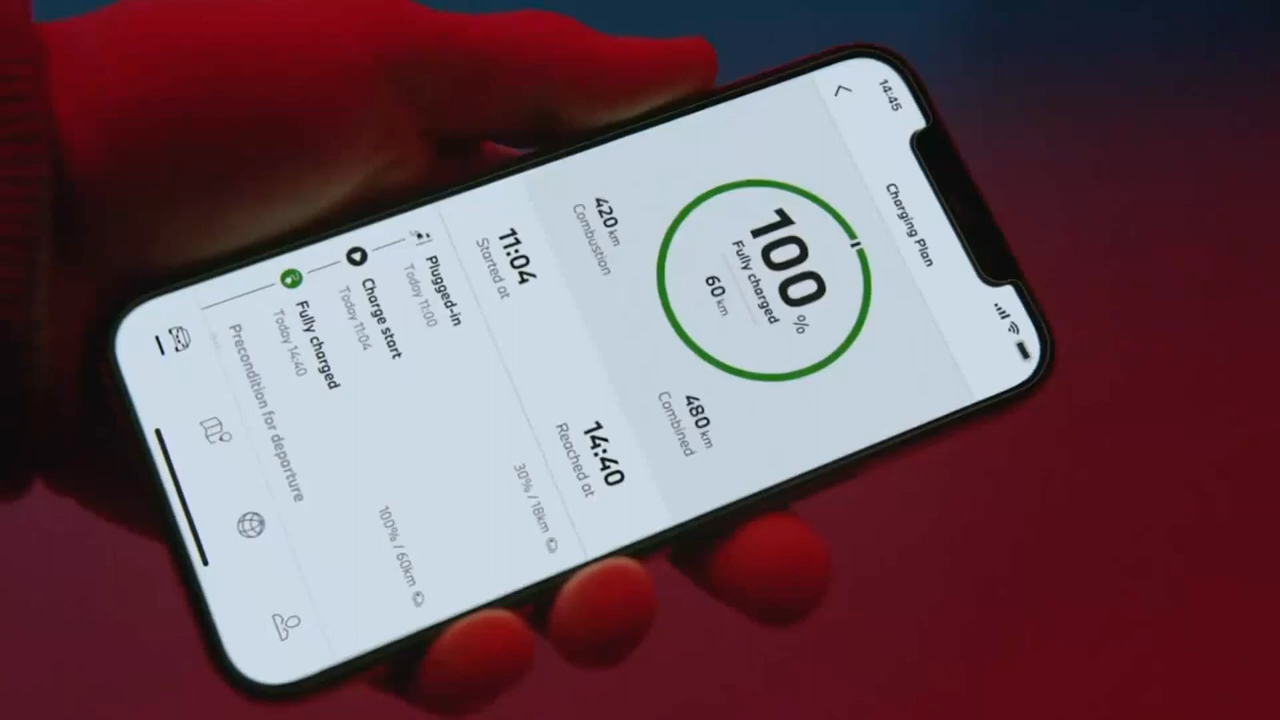 14:45
Charging Plan
100 %
Fully charged
60 km
420 km
Combustion
480 km
Combined
11:04
Started at
14:40
Reached at
Plugged-in
Today 11:00
30% / 18km
Charge start
Today 11:04
Fully charged
Today 14:40
100% / 60km
Precondition for departure